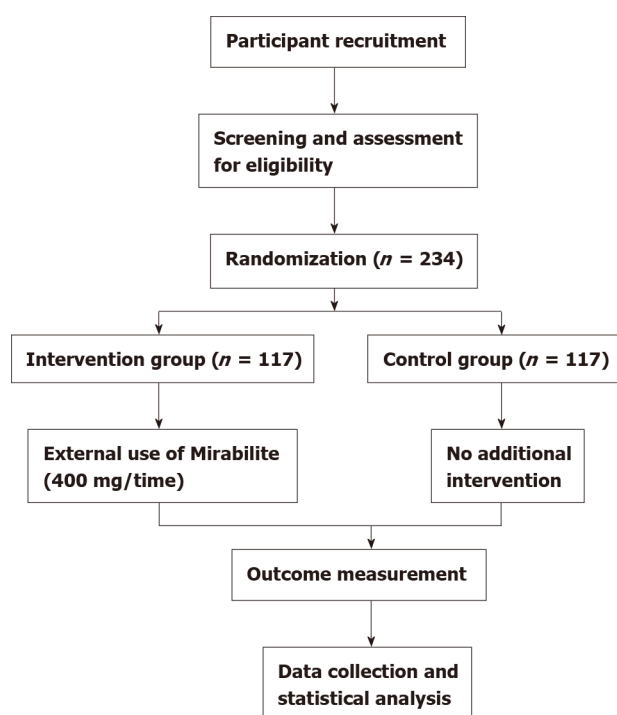 Participant recruitment
Screening and assessment
for eligibility
Randomization (n = 234)
Intervention group (n = 117)
Control group (n = 117)
External use of Mirabilite
(400 mg/time)
No additional
intervention
Outcome measurement
Data collection and
statistical analysis